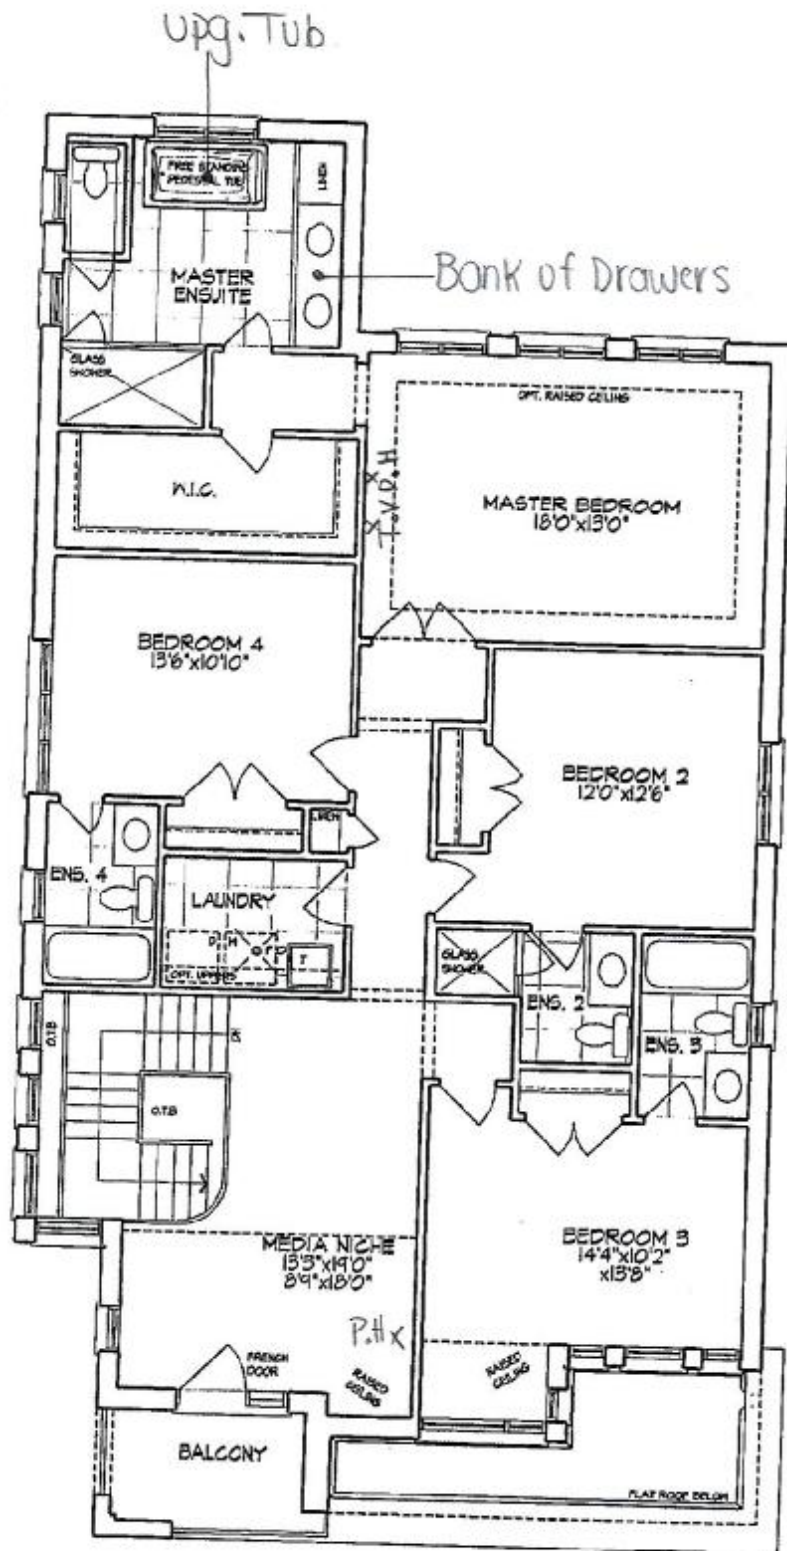 Upg. Tub
FREE STANDING
PEDESTAL TUB
LINEN
MASTER
ENSUITE
Bank of Drawers
GLASS
SHOWER
OPT. RAISED CEILING
W.I.C.
MASTER BEDROOM
18'0"x13'0"
BEDROOM 4
13'6"x10'10
BEDROOM 2
12'0"x12'6"
LINEN
ENS. 4
LAUNDRY
D
OPT. UPPERS
T
GLASS
SHOWER
ENS. 2
ENS. 3
O.T.B
O.T.B
MEDIA NICHE
13'3"x19'0"
8'9"x18'0"
BEDROOM 3
14'4"x10'2"
x13'8"
P.H x
FRENCH
DOOR
RAISED
CEILING
RAISED
CEILING
BALCONY
FLAT ROOF BELOW